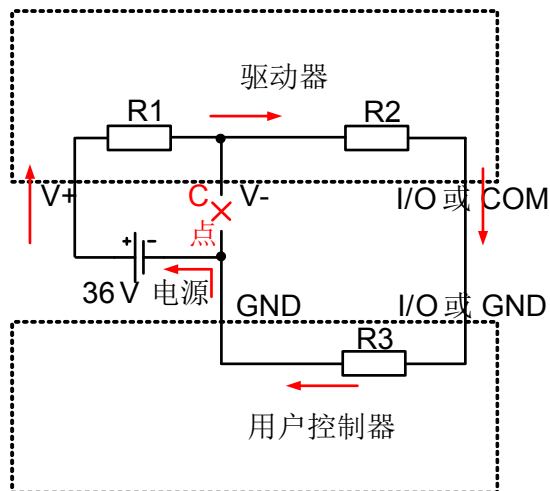 驱动器
R1
R2
V+
C
点
V-
I/O 或 COM
+
-
36V 电源
GND
I/O 或 GND
R3
用户控制器